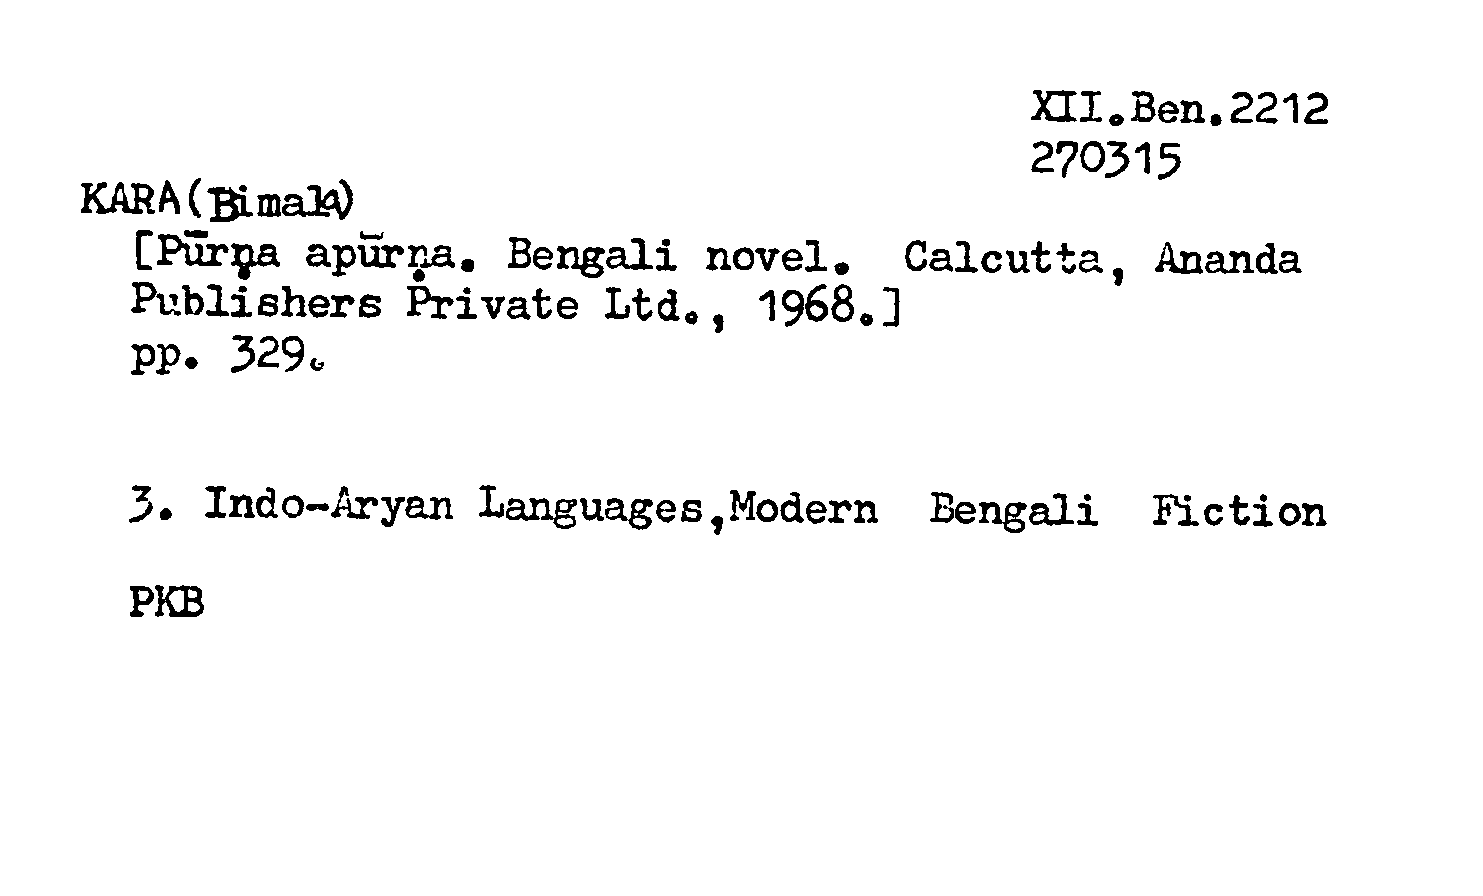 XII.Ben.2212
270315
KARA(Bimala)
[Pūrṇa apūrṇa. Bengali novel. Calcutta, Ananda
Publishers Private Ltd., 1968.]
pp. 329.
3. Indo-Aryan Languages,Modern Bengali Fiction
PKB